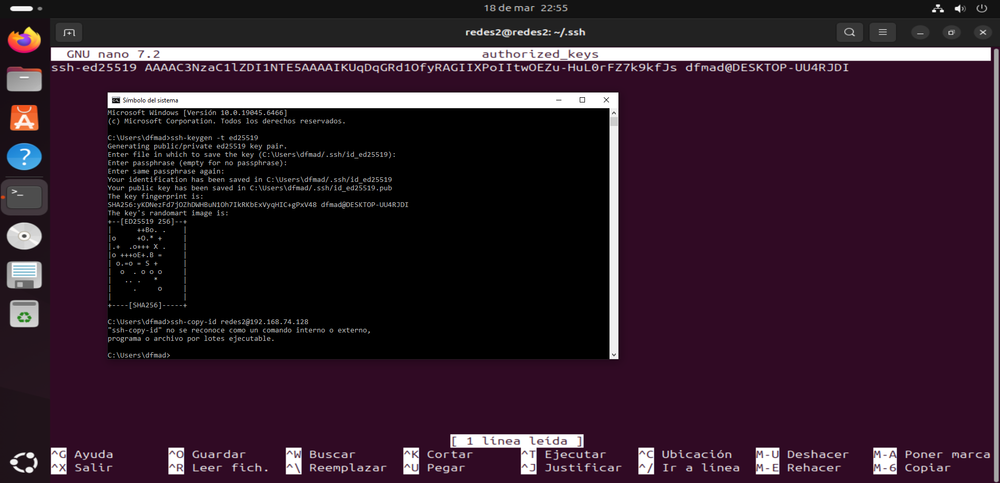 18 de mar 22:55
redes2@redes2: ~/.ssh
GNU nano 7.2 authorized_keys
ssh-ed25519 AAAAC3NzaC1lZDI1NTE5AAAAIKUqDqGRd1OfyRAGIIXPoIItwOEZu-HuL0rFZ7k9kfJs dfmad@DESKTOP-UU4RJDI
Símbolo del sistema
Microsoft Windows [Versión 10.0.19045.6466]
(c) Microsoft Corporation. Todos los derechos reservados.
C:\Users\dfmad>ssh-keygen -t ed25519
Generating public/private ed25519 key pair.
Enter file in which to save the key (C:\Users\dfmad/.ssh/id_ed25519):
Enter passphrase (empty for no passphrase):
Enter same passphrase again:
Your identification has been saved in C:\Users\dfmad/.ssh/id_ed25519
Your public key has been saved in C:\Users\dfmad/.ssh/id_ed25519.pub
The key fingerprint is:
SHA256:yKDNezFd7jOZhDWHBuN1Oh7IkRKbExVyqHIC+gPxV48 dfmad@DESKTOP-UU4RJDI
The key's randomart image is:
+--[ED25519 256]--+
|      ++Bo. .    |
|o     +O.* +     |
|.+  .o+++ X .    |
|o +++oE+.B =     |
| o.=o = S +      |
|  o  . o o o     |
|   .. .   *      |
|     .     o     |
|                 |
+----[SHA256]-----+
C:\Users\dfmad>ssh-copy-id redes2@192.168.74.128
"ssh-copy-id" no se reconoce como un comando interno o externo,
programa o archivo por lotes ejecutable.
C:\Users\dfmad>
[ 1 línea leída ]
^G Ayuda ^O Guardar ^W Buscar ^K Cortar ^T Ejecutar ^C Ubicación M-U Deshacer M-A Poner marca
^X Salir ^R Leer fich. ^\ Reemplazar ^U Pegar ^J Justificar ^/ Ir a línea M-E Rehacer M-6 Copiar